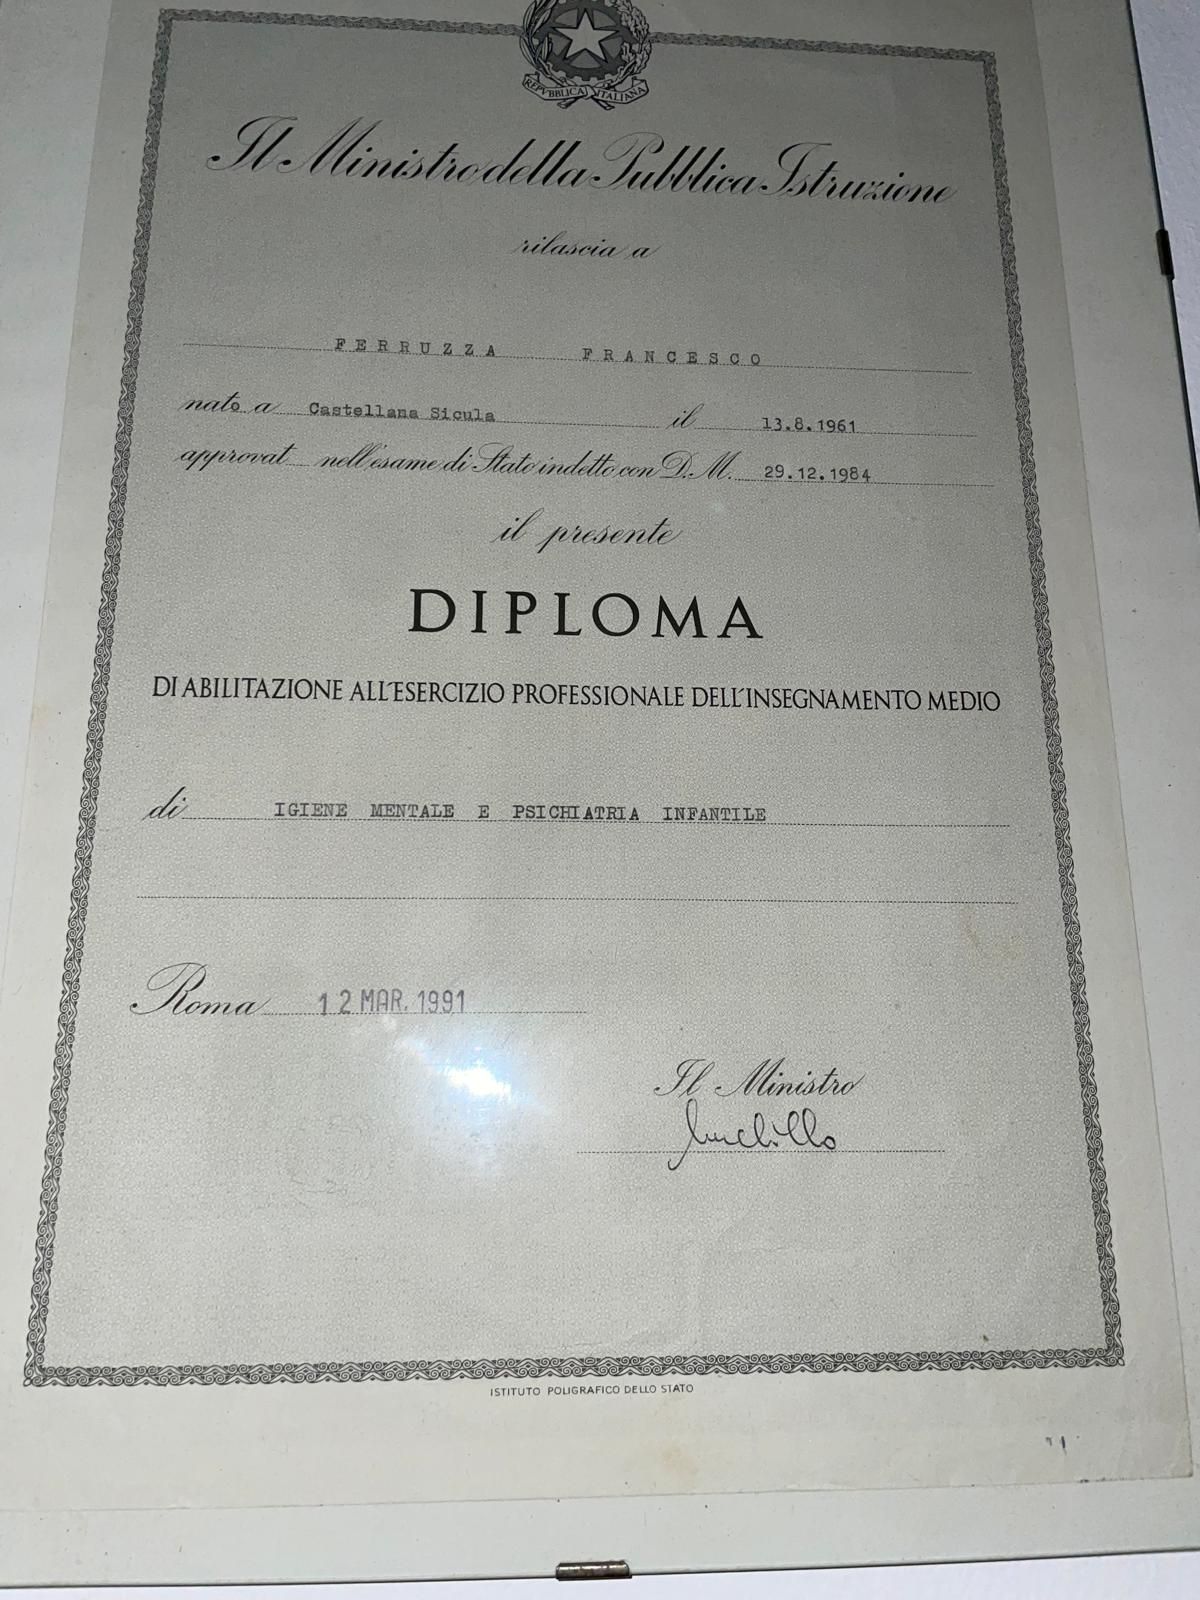 REPVBBLICA ITALIANA
Il Ministro della Pubblica Istruzione
rilascia a
FERRUZZA FRANCESCO
nato a Castellana Sicula il 13.8.1961
approvat nell'esame di Stato indetto con D.M. 29.12.1984
il presente
DIPLOMA
DI ABILITAZIONE ALL'ESERCIZIO PROFESSIONALE DELL'INSEGNAMENTO MEDIO
di IGIENE MENTALE E PSICHIATRIA INFANTILE
Roma 12 MAR. 1991
Il Ministro
ISTITUTO POLIGRAFICO DELLO STATO